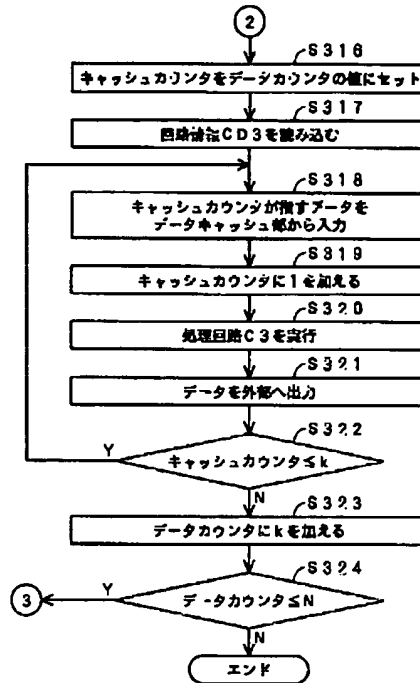 2
S316
キャッシュカウンタをデータカウンタの値にセット
S317
回路情報CD3を読み込む
S318
キャッシュカウンタが指すデータを
データキャッシュ部から入力
S319
キャッシュカウンタに1を加える
S320
処理回路C3を実行
S321
データを外部へ出力
S322
Y
キャッシュカウンタ≦k
N
S323
データカウンタにkを加える
S324
3
Y
データカウンタ≦N
N
エンド